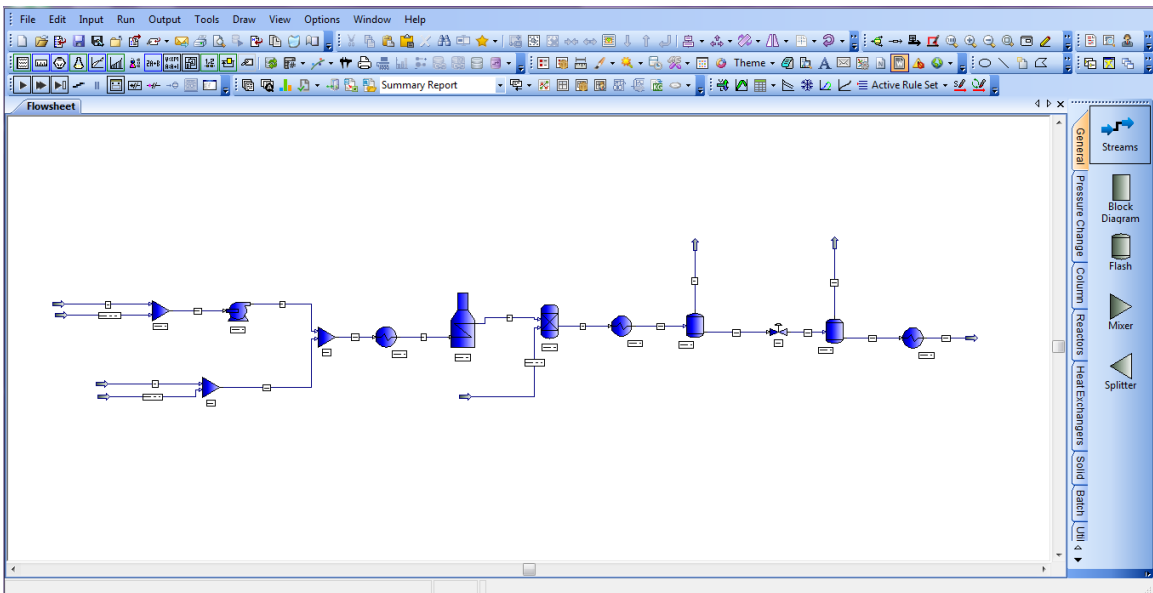 File Edit Input Run Output Tools Draw View Options Window Help
Theme
Summary Report
Active Rule Set
Flowsheet
General
Pressure Change
Column
Reactors
Heat Exchangers
Solid
Batch
Util
Streams
Block
Diagram
Flash
Mixer
Splitter